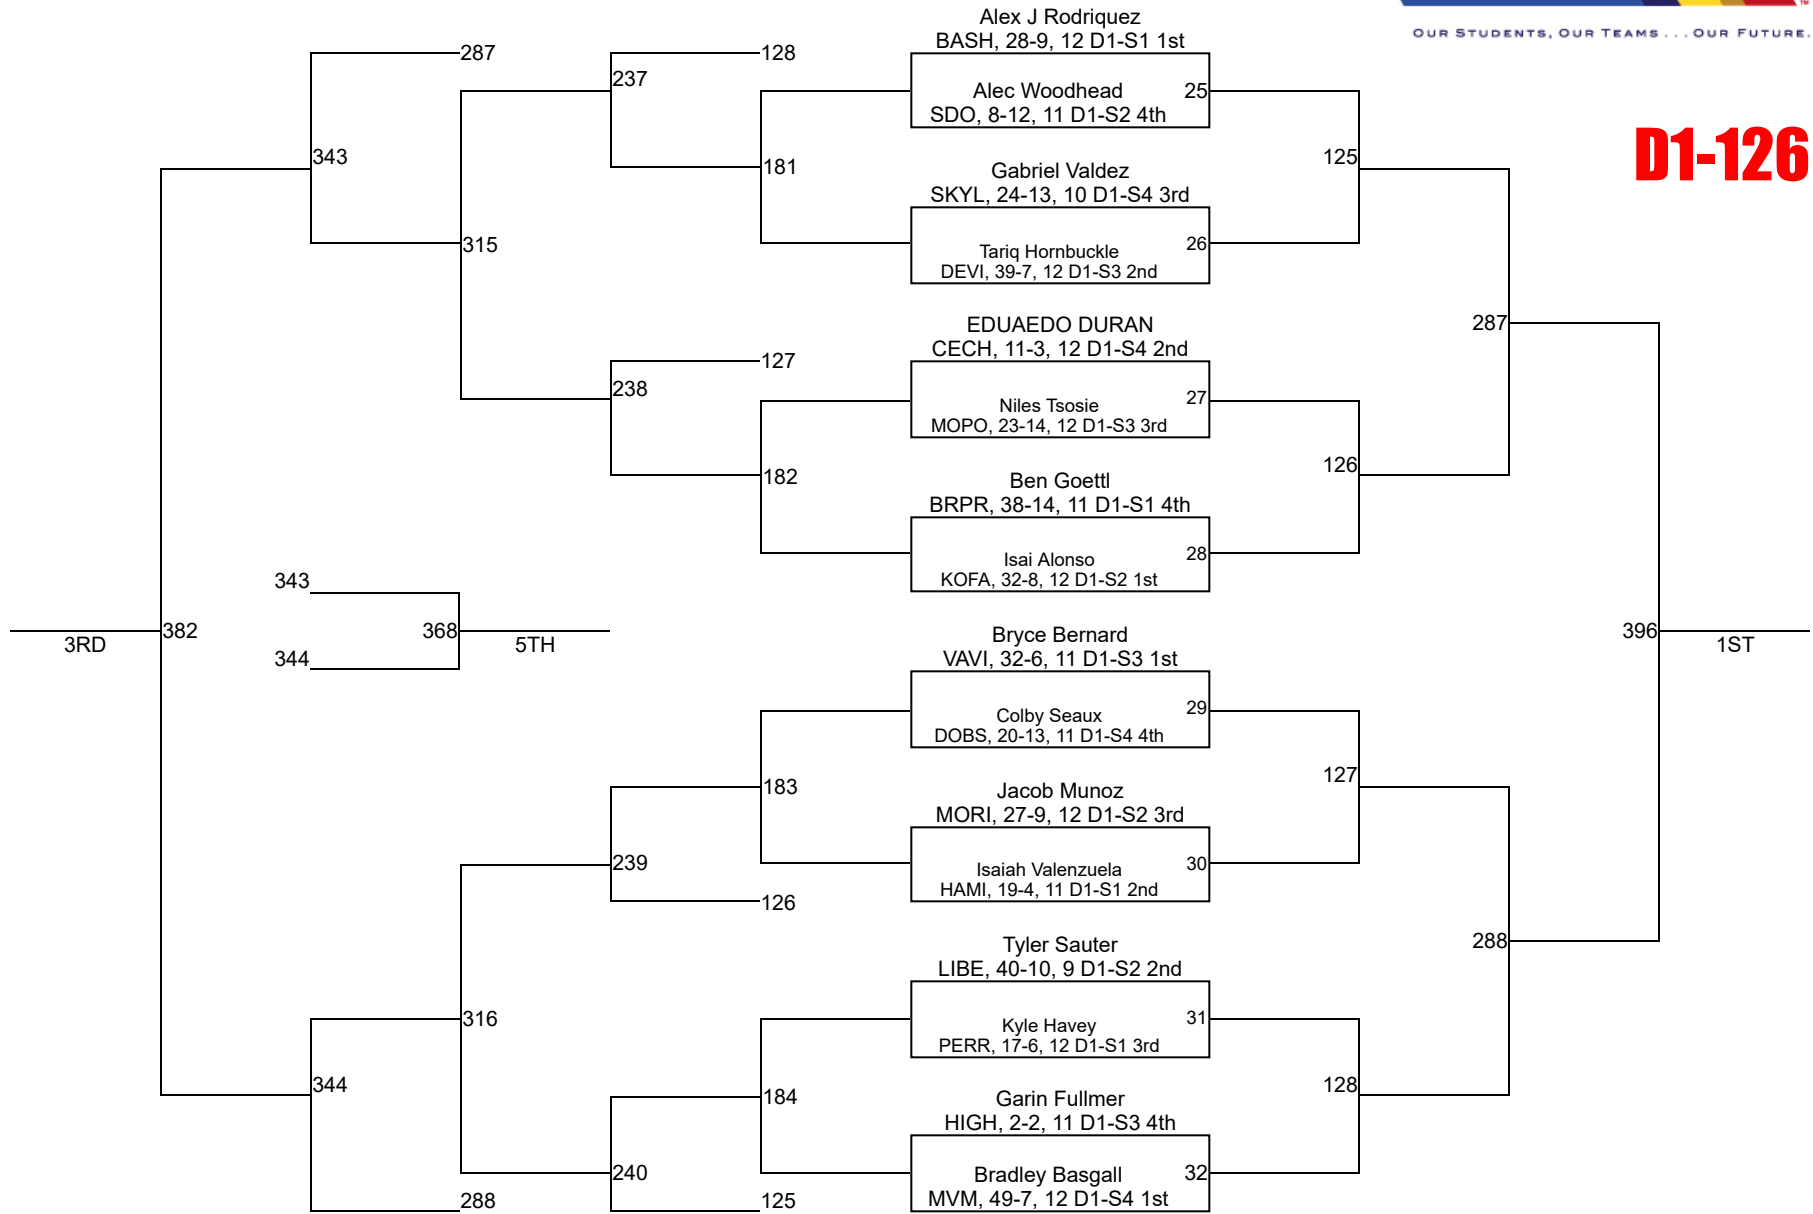 OUR STUDENTS, OUR TEAMS . . . OUR FUTURE.
TM
D1-126
Alex J Rodriquez
BASH, 28-9, 12 D1-S1 1st
Alec Woodhead
SDO, 8-12, 11 D1-S2 4th
25
Gabriel Valdez
SKYL, 24-13, 10 D1-S4 3rd
Tariq Hornbuckle
DEVI, 39-7, 12 D1-S3 2nd
26
EDUAEDO DURAN
CECH, 11-3, 12 D1-S4 2nd
Niles Tsosie
MOPO, 23-14, 12 D1-S3 3rd
27
Ben Goettl
BRPR, 38-14, 11 D1-S1 4th
Isai Alonso
KOFA, 32-8, 12 D1-S2 1st
28
Bryce Bernard
VAVI, 32-6, 11 D1-S3 1st
Colby Seaux
DOBS, 20-13, 11 D1-S4 4th
29
Jacob Munoz
MORI, 27-9, 12 D1-S2 3rd
Isaiah Valenzuela
HAMI, 19-4, 11 D1-S1 2nd
30
Tyler Sauter
LIBE, 40-10, 9 D1-S2 2nd
Kyle Havey
PERR, 17-6, 12 D1-S1 3rd
31
Garin Fullmer
HIGH, 2-2, 11 D1-S3 4th
Bradley Basgall
MVM, 49-7, 12 D1-S4 1st
32
125
126
127
128
287
288
396
1ST
128
181
127
182
183
126
184
125
237
238
239
240
287
315
316
288
343
344
382
3RD
343
344
368
5TH